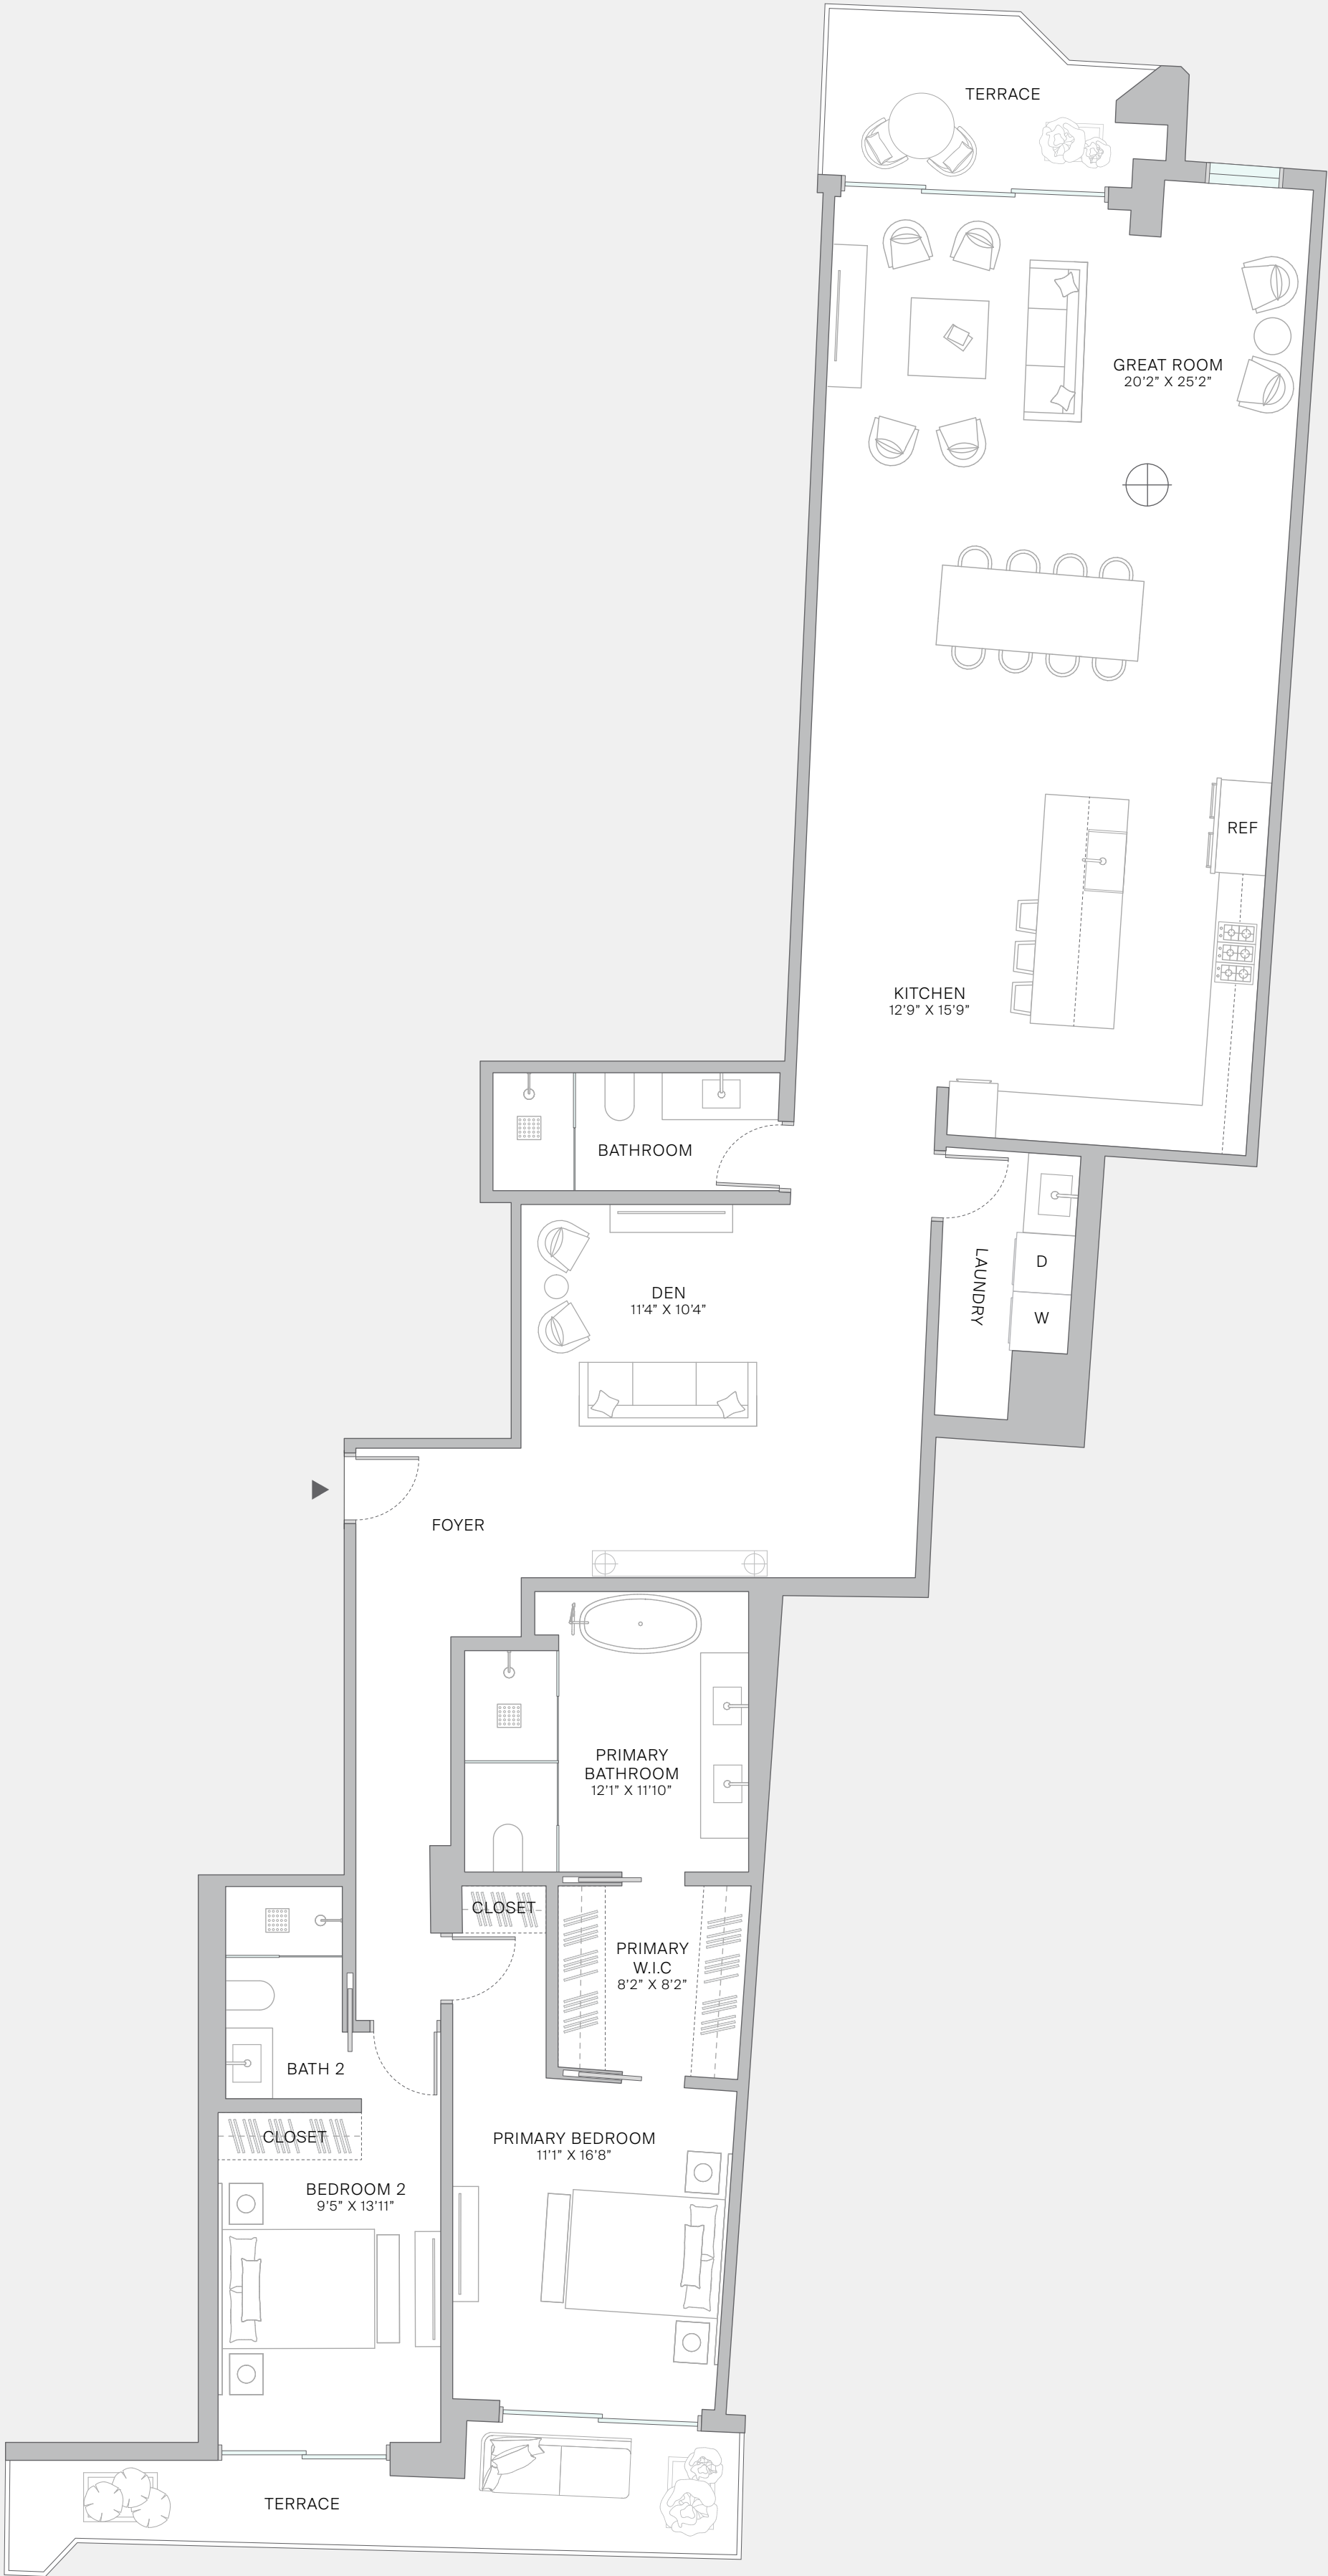 TERRACE
GREAT ROOM
20’2” X 25’2”
REF
KITCHEN
12’9” X 15’9”
BATHROOM
LAUNDRY
D
W
DEN
11’4” X 10’4”
FOYER
PRIMARY
BATHROOM
12’1” X 11’10”
CLOSET
PRIMARY
W.I.C
8’2” X 8’2”
BATH 2
CLOSET
PRIMARY BEDROOM
11’1” X 16’8”
BEDROOM 2
9’5” X 13’11”
TERRACE